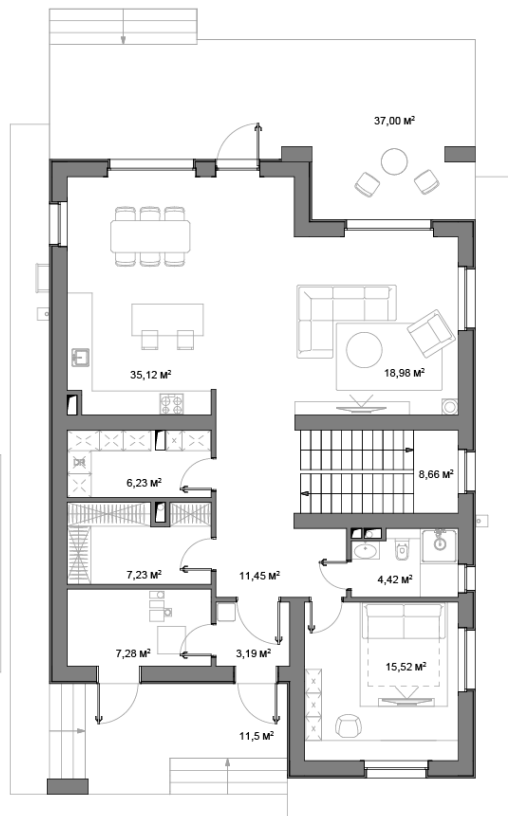 37,00 м²
35,12 м²
18,98 м²
6,23 м²
8,66 м²
7,23 м²
11,45 м²
4,42 м²
7,28 м²
3,19 м²
15,52 м²
11,5 м²